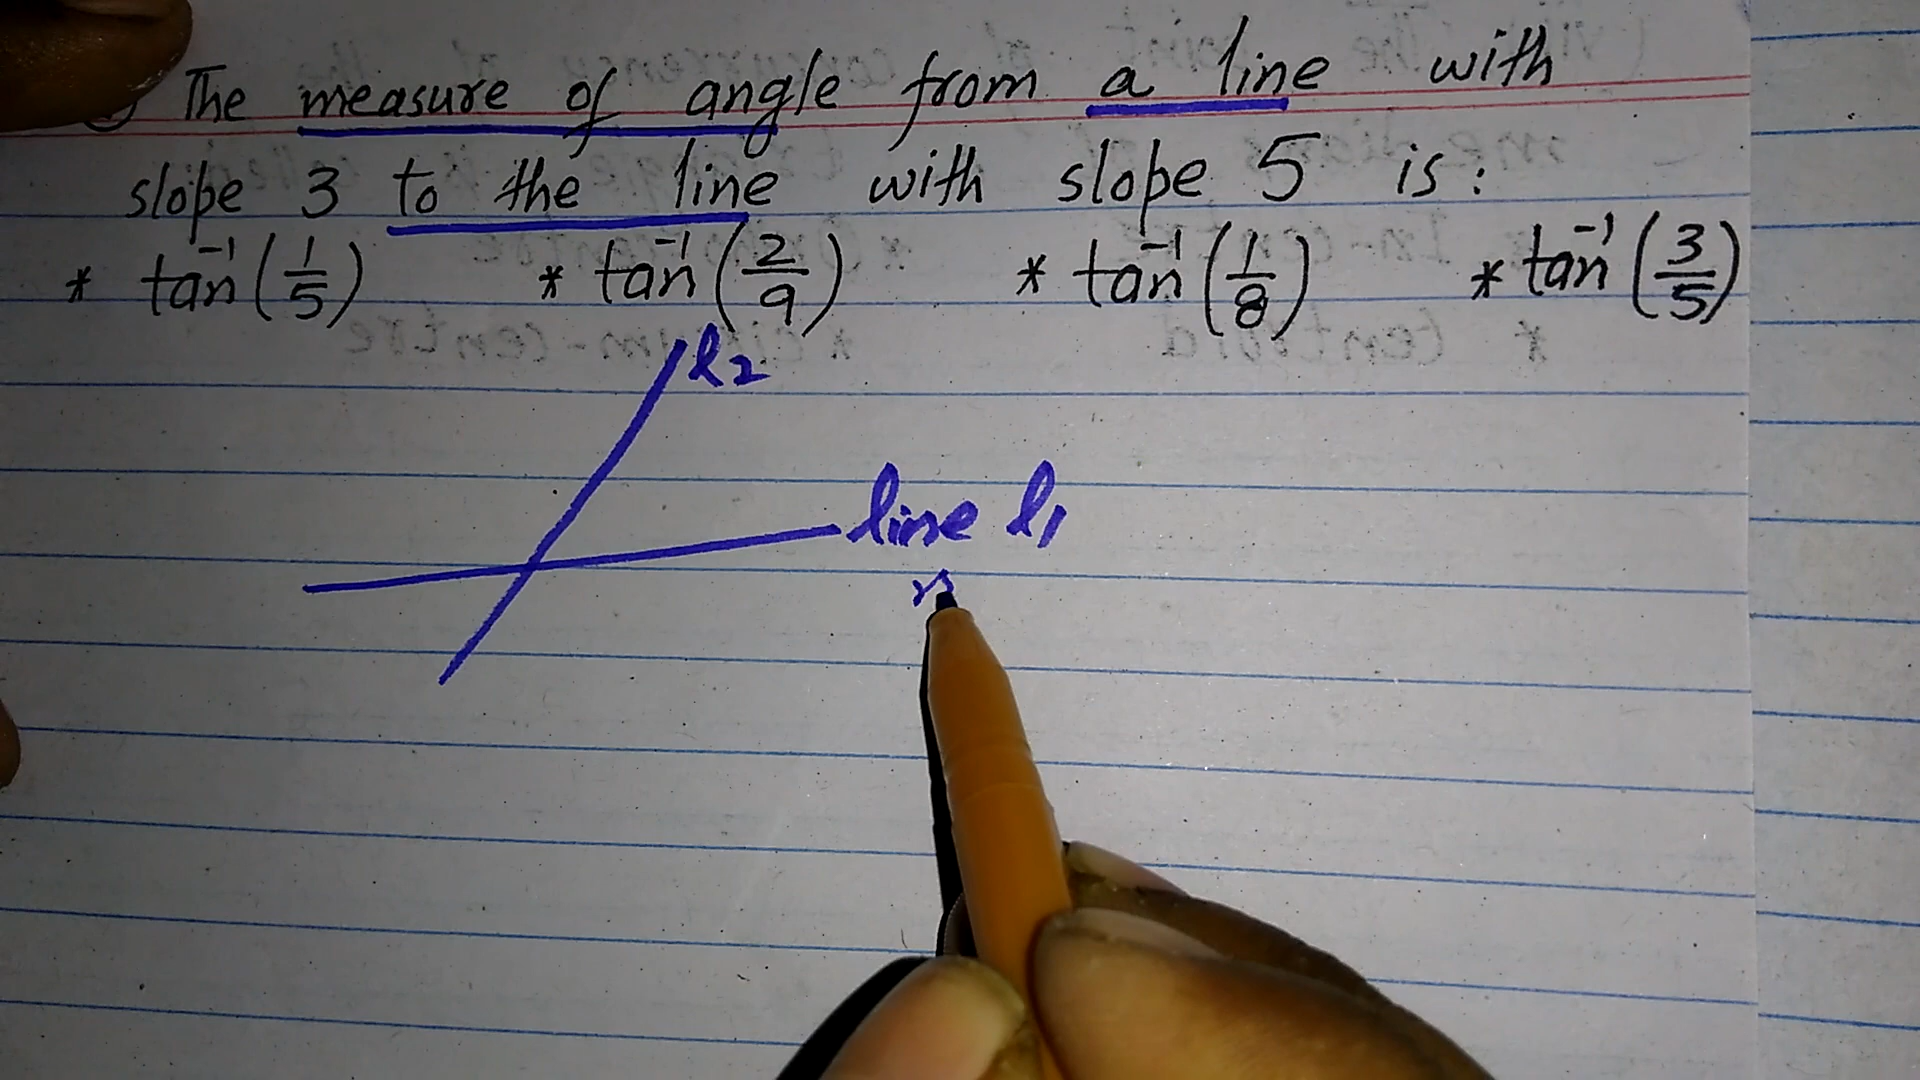 The measure of angle from a line with
slope 3 to the line with slope 5 is:
* tan⁻¹(1/5) * tan⁻¹(2/9) * tan⁻¹(1/8) * tan⁻¹(3/5)
l2
line l1